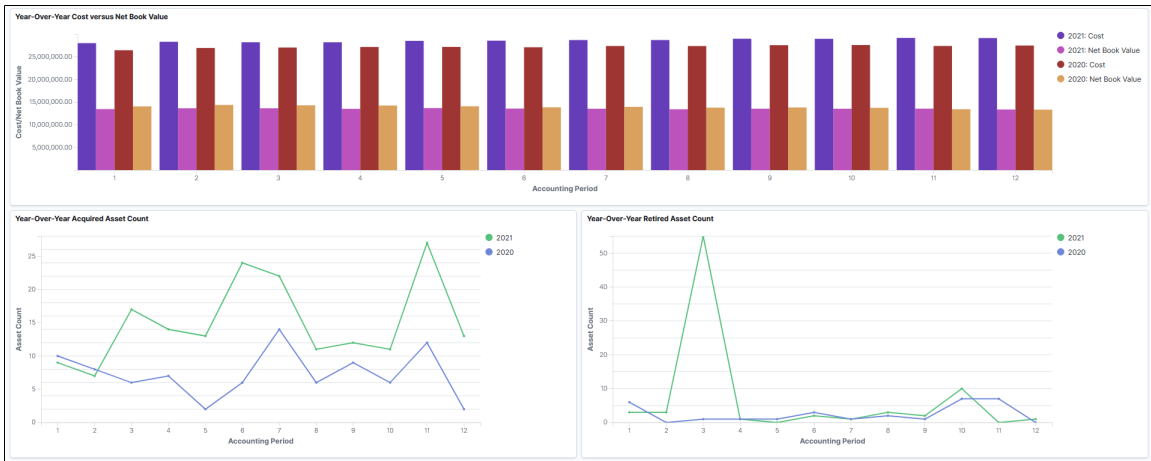 Year-Over-Year Cost versus Net Book Value
25,000,000.00
20,000,000.00
15,000,000.00
10,000,000.00
5,000,000.00
Cost/Net Book Value
1 2 3 4 5 6 7 8 9 10 11 12
Accounting Period
2021: Cost
2021: Net Book Value
2020: Cost
2020: Net Book Value
Year-Over-Year Acquired Asset Count
25
20
15
10
5
0
Asset Count
1 2 3 4 5 6 7 8 9 10 11 12
Accounting Period
2021
2020
Year-Over-Year Retired Asset Count
50
40
30
20
10
0
Asset Count
1 2 3 4 5 6 7 8 9 10 11 12
Accounting Period
2021
2020